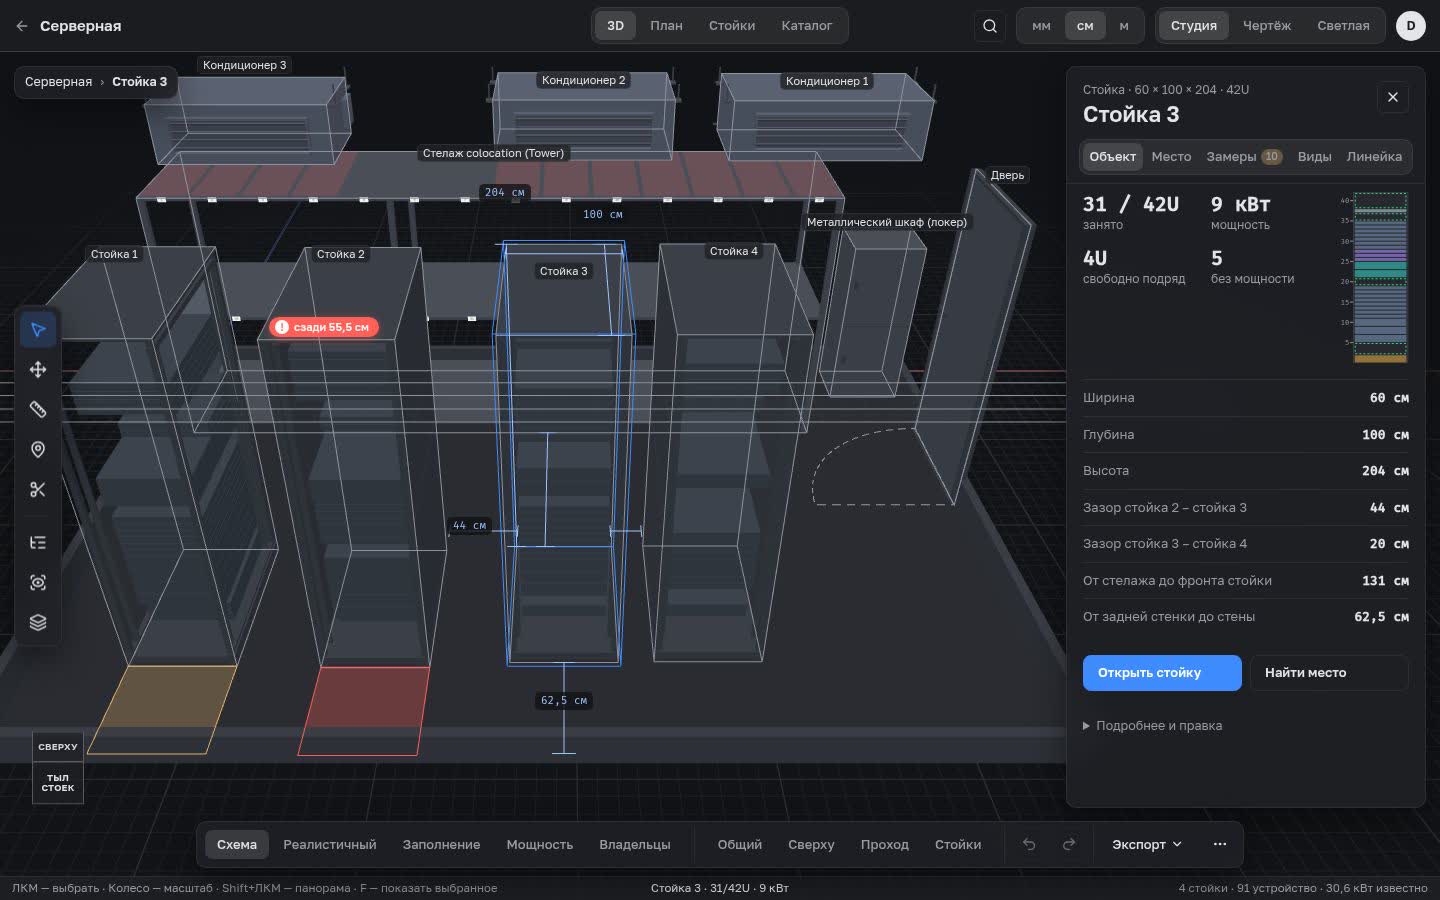 Серверная
3D План Стойки Каталог
мм см м
Студия Чертёж Светлая
D
Серверная › Стойка 3
Кондиционер 3
Кондиционер 2
Кондиционер 1
Стелаж colocation (Tower)
204 см
100 см
Дверь
Металлический шкаф (локер)
Стойка 1
Стойка 2
Стойка 3
Стойка 4
! сзади 55,5 см
44 см
62,5 см
СВЕРХУ
ТЫЛ
СТОЕК
Стойка · 60 × 100 × 204 · 42U
Стойка 3
Объект Место Замеры 10 Виды Линейка
31 / 42U 9 кВт
занято мощность
4U 5
свободно подряд без мощности
40
35
30
25
20
15
10
5
Ширина 60 см
Глубина 100 см
Высота 204 см
Зазор стойка 2 – стойка 3 44 см
Зазор стойка 3 – стойка 4 20 см
От стелажа до фронта стойки 131 см
От задней стенки до стены 62,5 см
Открыть стойку Найти место
Подробнее и правка
Схема Реалистичный Заполнение Мощность Владельцы Общий Сверху Проход Стойки Экспорт
ЛКМ — выбрать · Колесо — масштаб · Shift+ЛКМ — панорама · F — показать выбранное
Стойка 3 · 31/42U · 9 кВт
4 стойки · 91 устройство · 30,6 кВт известно